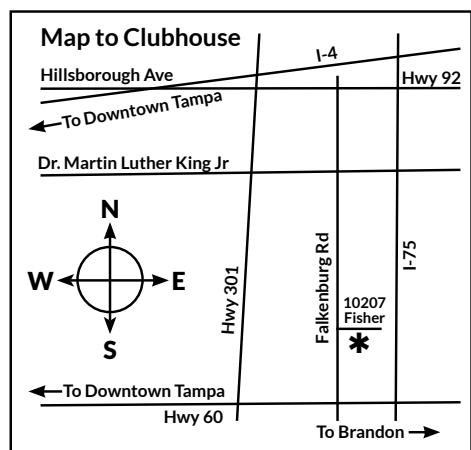 Map to Clubhouse
I-4
Hillsborough Ave
Hwy 92
To Downtown Tampa
Dr. Martin Luther King Jr
N
W
E
S
Hwy 301
Falkenburg Rd
I-75
10207
Fisher
*
To Downtown Tampa
Hwy 60
To Brandon